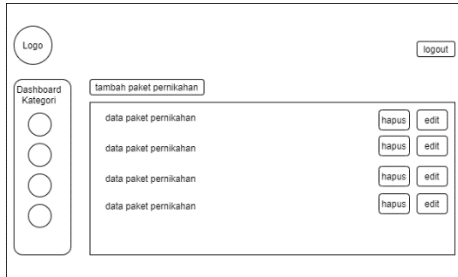 Logo
logout
Dashboard
Kategori
tambah paket pernikahan
data paket pernikahan hapus edit
data paket pernikahan hapus edit
data paket pernikahan hapus edit
data paket pernikahan hapus edit